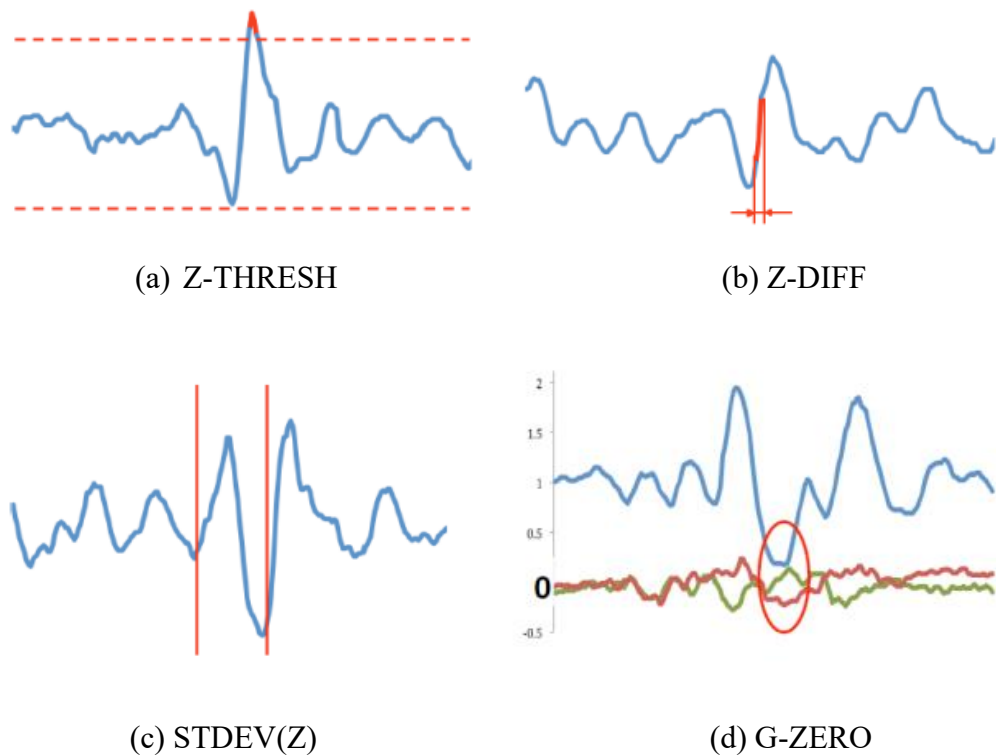 (a) Z-THRESH
(b) Z-DIFF
2
1.5
1
0.5
0
-0.5
(c) STDEV(Z)
(d) G-ZERO